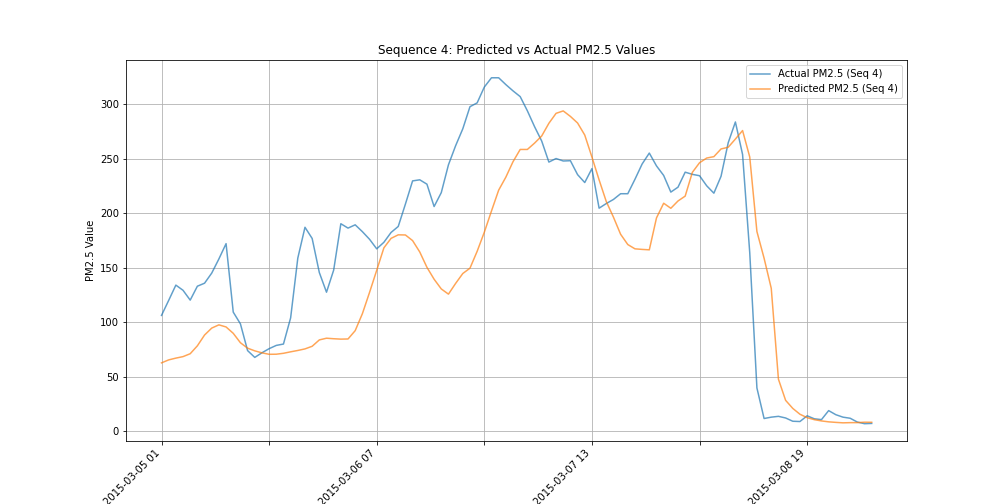 Sequence 4: Predicted vs Actual PM2.5 Values
Actual PM2.5 (Seq 4)
Predicted PM2.5 (Seq 4)
PM2.5 Value
300
250
200
150
100
50
0
2015-03-05 01
2015-03-06 07
2015-03-07 13
2015-03-08 19